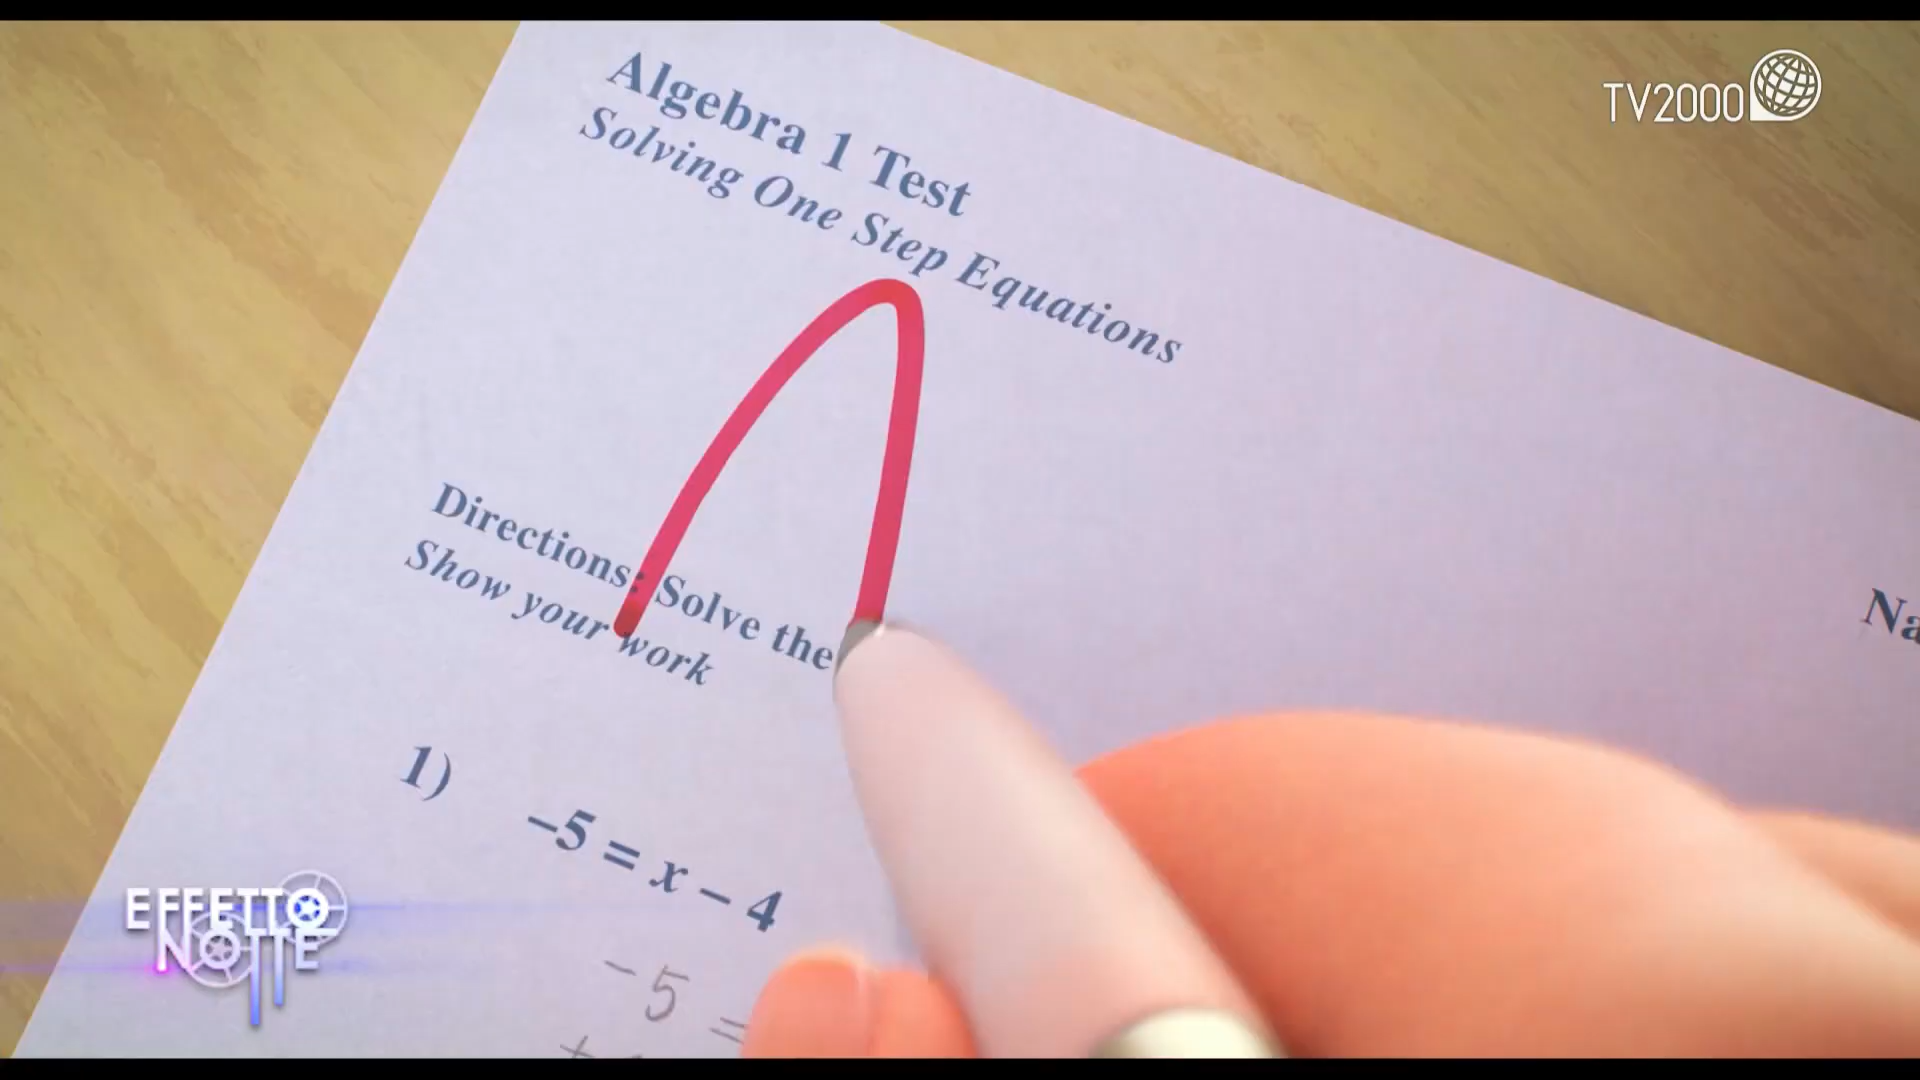 TV2000
Algebra 1 Test
Solving One Step Equations
Directions: Solve the
Show your work
1)
–5 = x – 4
-5 =
EFFETTO
NOTTE